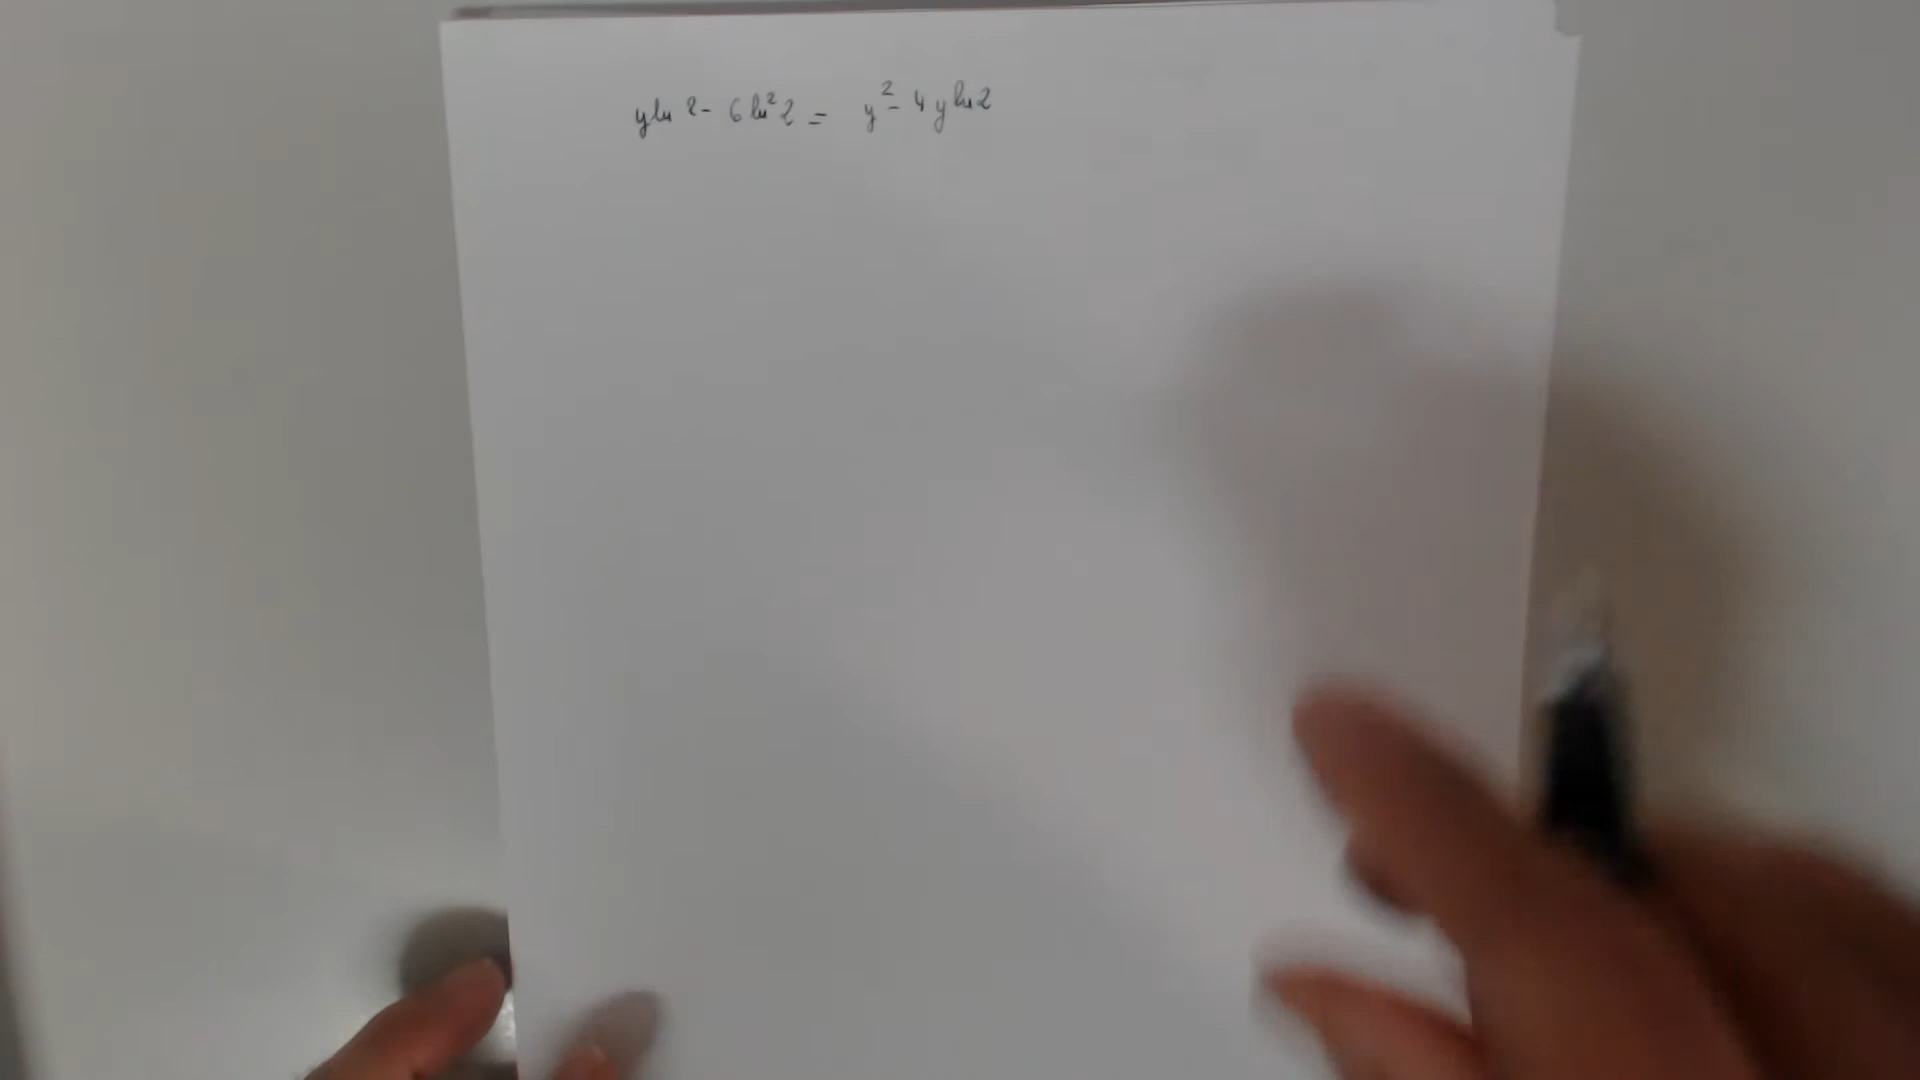 y ln 2 - 6 ln² 2 = y² - 4 y ln 2